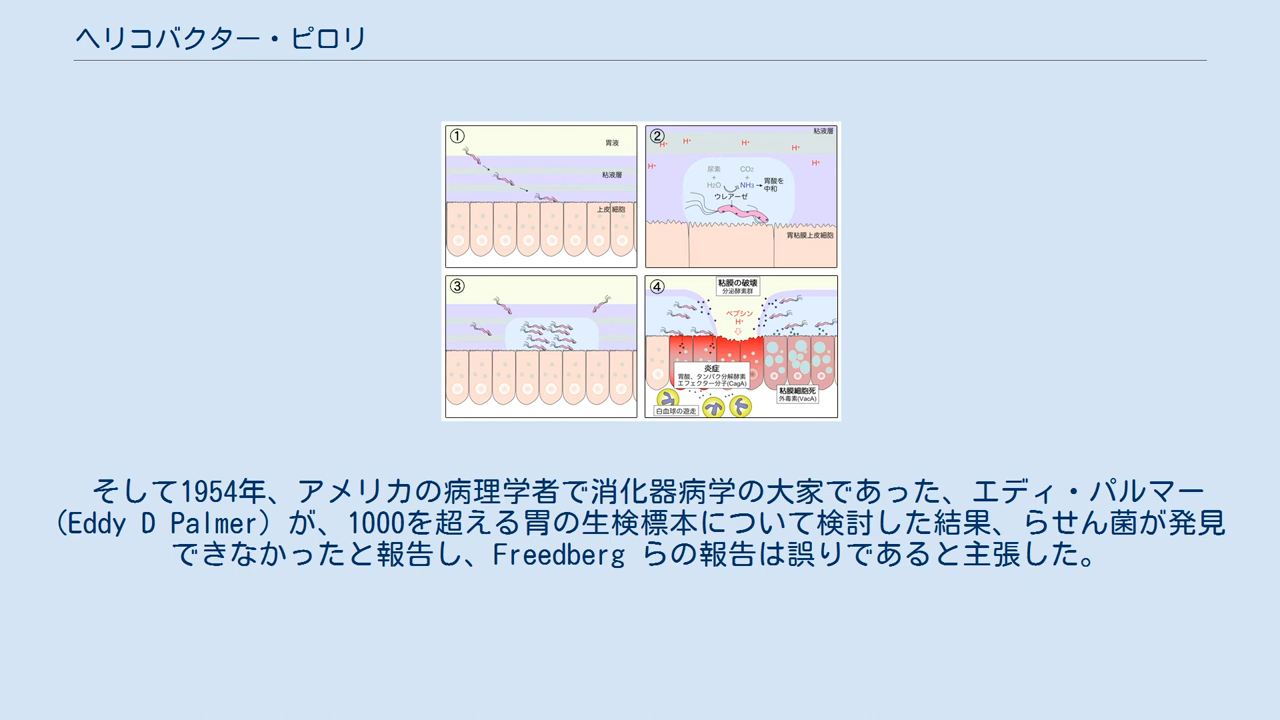 ヘリコバクター・ピロリ
①
胃液
粘液層
上皮細胞
②
粘液層
H⁺
H⁺
H⁺
H⁺
H⁺
H⁺
尿素
CO₂
+
+
H₂O
NH₃
胃酸を
中和
ウレアーゼ
胃粘膜上皮細胞
③
④
粘膜の破壊
分泌酵素群
ペプシン
H⁺
炎症
胃酸、タンパク分解酵素
エフェクター分子(CagA)
粘膜細胞死
外毒素(VacA)
白血球の遊走
そして1954年、アメリカの病理学者で消化器病学の大家であった、エディ・パルマー
(Eddy D Palmer) が、1000を超える胃の生検標本について検討した結果、らせん菌が発見
できなかったと報告し、Freedberg らの報告は誤りであると主張した。